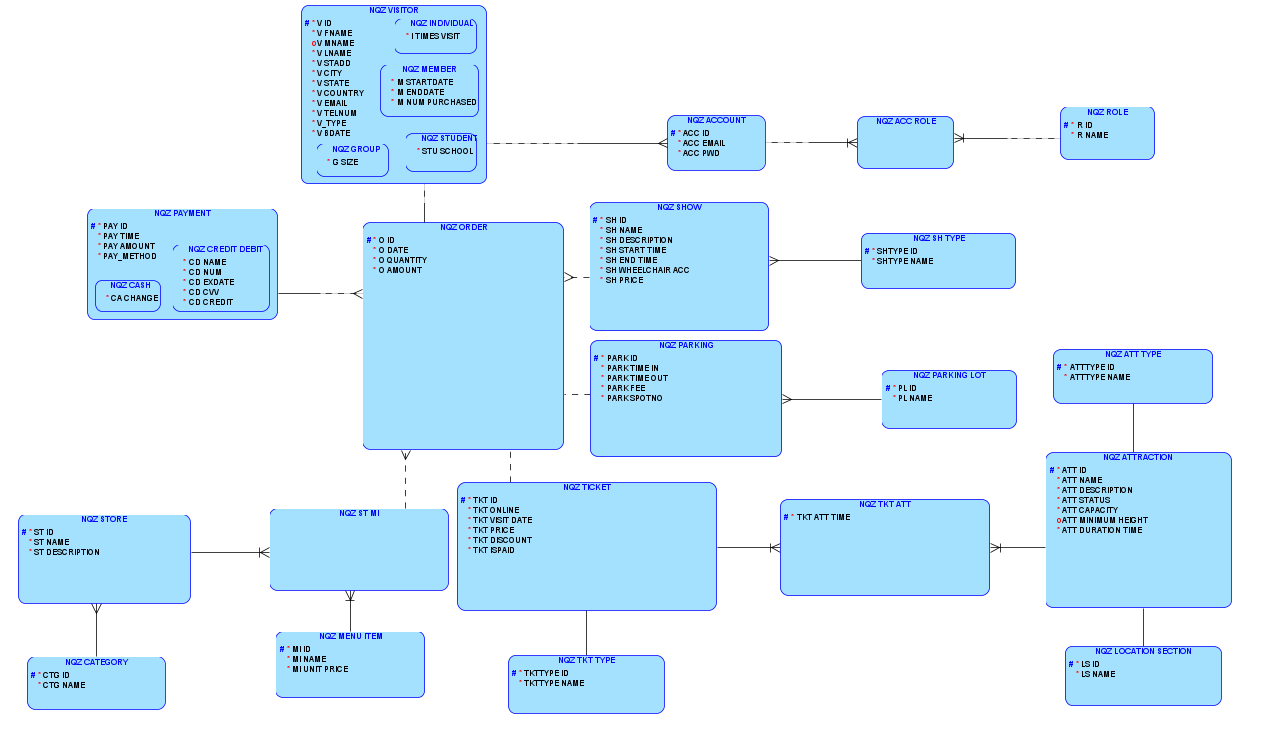 NQZ VISITOR
# * V ID
* V FNAME
o V MNAME
* V LNAME
* V STADD
* V CITY
* V STATE
* V COUNTRY
* V EMAIL
* V TELNUM
* V_TYPE
* V BDATE
NQZ INDIVIDUAL
* I TIMES VISIT
NQZ MEMBER
* M STARTDATE
* M ENDDATE
* M NUM PURCHASED
NQZ STUDENT
* STU SCHOOL
NQZ GROUP
* G SIZE
NQZ ACCOUNT
# * ACC ID
* ACC EMAIL
* ACC PWD
NQZ ACC ROLE
NQZ ROLE
# * R ID
* R NAME
NQZ PAYMENT
# * PAY ID
* PAY TIME
* PAY AMOUNT
* PAY_METHOD
NQZ CREDIT DEBIT
* CD NAME
* CD NUM
* CD EXDATE
* CD CVV
* CD CREDIT
NQZ CASH
* CA CHANGE
NQZ ORDER
# * O ID
* O DATE
* O QUANTITY
* O AMOUNT
NQZ SHOW
# * SH ID
* SH NAME
* SH DESCRIPTION
* SH START TIME
* SH END TIME
* SH WHEELCHAIR ACC
* SH PRICE
NQZ SH TYPE
# * SHTYPE ID
* SHTYPE NAME
NQZ PARKING
# * PARK ID
* PARK TIME IN
* PARK TIME OUT
* PARK FEE
* PARK SPOTNO
NQZ PARKING LOT
# * PL ID
* PL NAME
NQZ ATT TYPE
# * ATTTYPE ID
* ATTTYPE NAME
NQZ ATTRACTION
# * ATT ID
* ATT NAME
* ATT DESCRIPTION
* ATT STATUS
* ATT CAPACITY
o ATT MINIMUM HEIGHT
* ATT DURATION TIME
NQZ STORE
# * ST ID
* ST NAME
* ST DESCRIPTION
NQZ ST MI
NQZ TICKET
# * TKT ID
* TKT ONLINE
* TKT VISIT DATE
* TKT PRICE
* TKT DISCOUNT
* TKT ISPAID
NQZ TKT ATT
# * TKT ATT TIME
NQZ CATEGORY
# * CTG ID
* CTG NAME
NQZ MENU ITEM
# * MI ID
* MI NAME
* MI UNIT PRICE
NQZ TKT TYPE
# * TKTTYPE ID
* TKTTYPE NAME
NQZ LOCATION SECTION
# * LS ID
* LS NAME